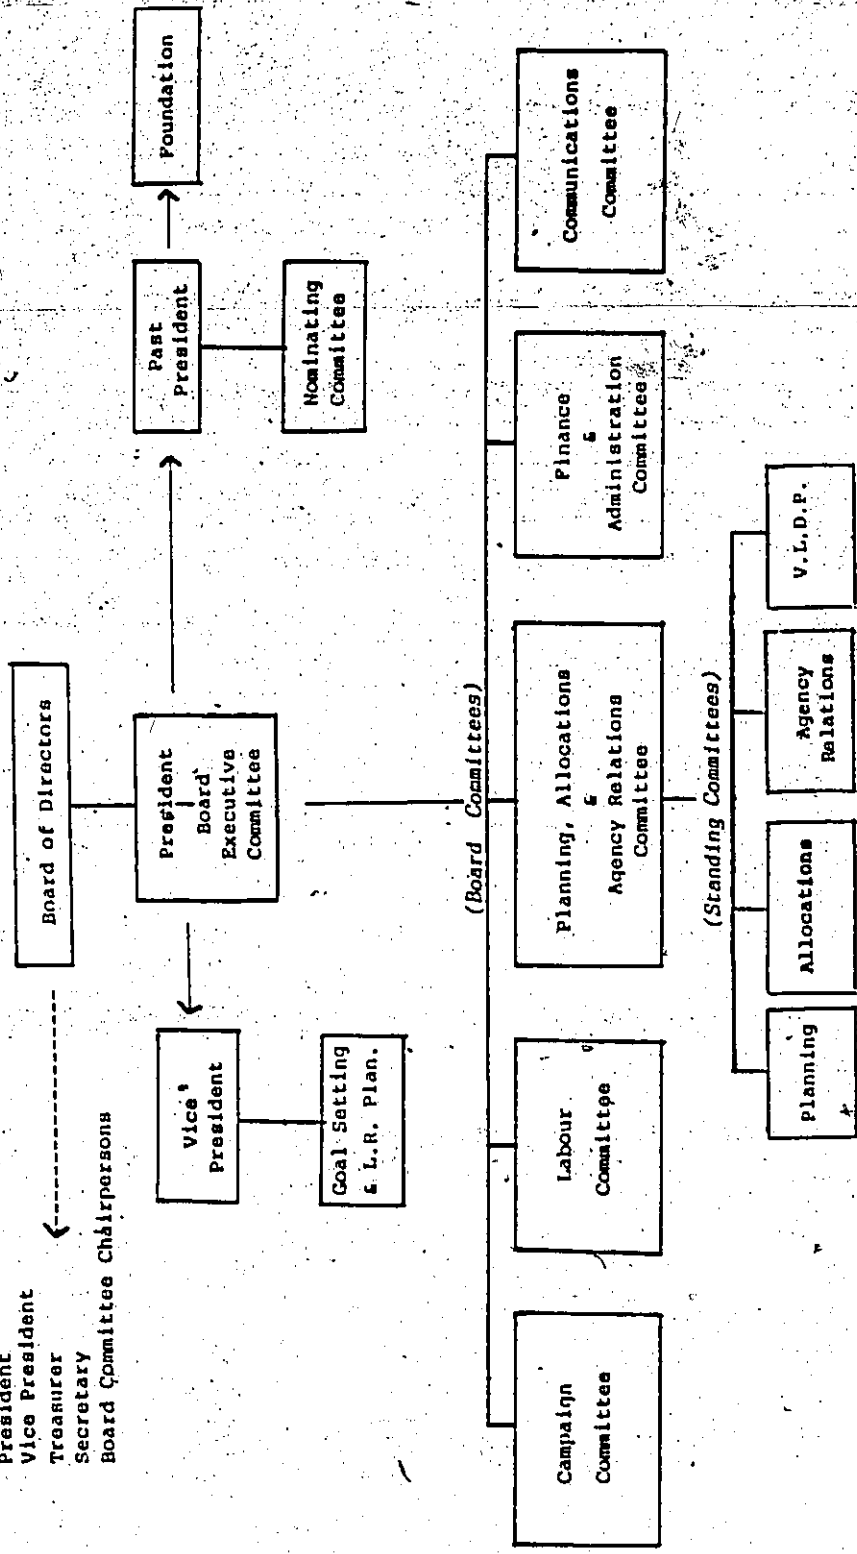 President
Vice President
Treasurer
Secretary
Board Committee Chairpersons
Board of Directors
President
Board
Executive
Committee
Vice
President
Goal Setting
& L.R. Plan.
Past
President
Nominating
Committee
Foundation
(Board Committees)
Campaign
Committee
Labour
Committee
Planning, Allocations
&
Agency Relations
Committee
Finance
&
Administration
Committee
Communications
Committee
(Standing Committees)
Planning
Allocations
Agency
Relations
V.L.D.P.